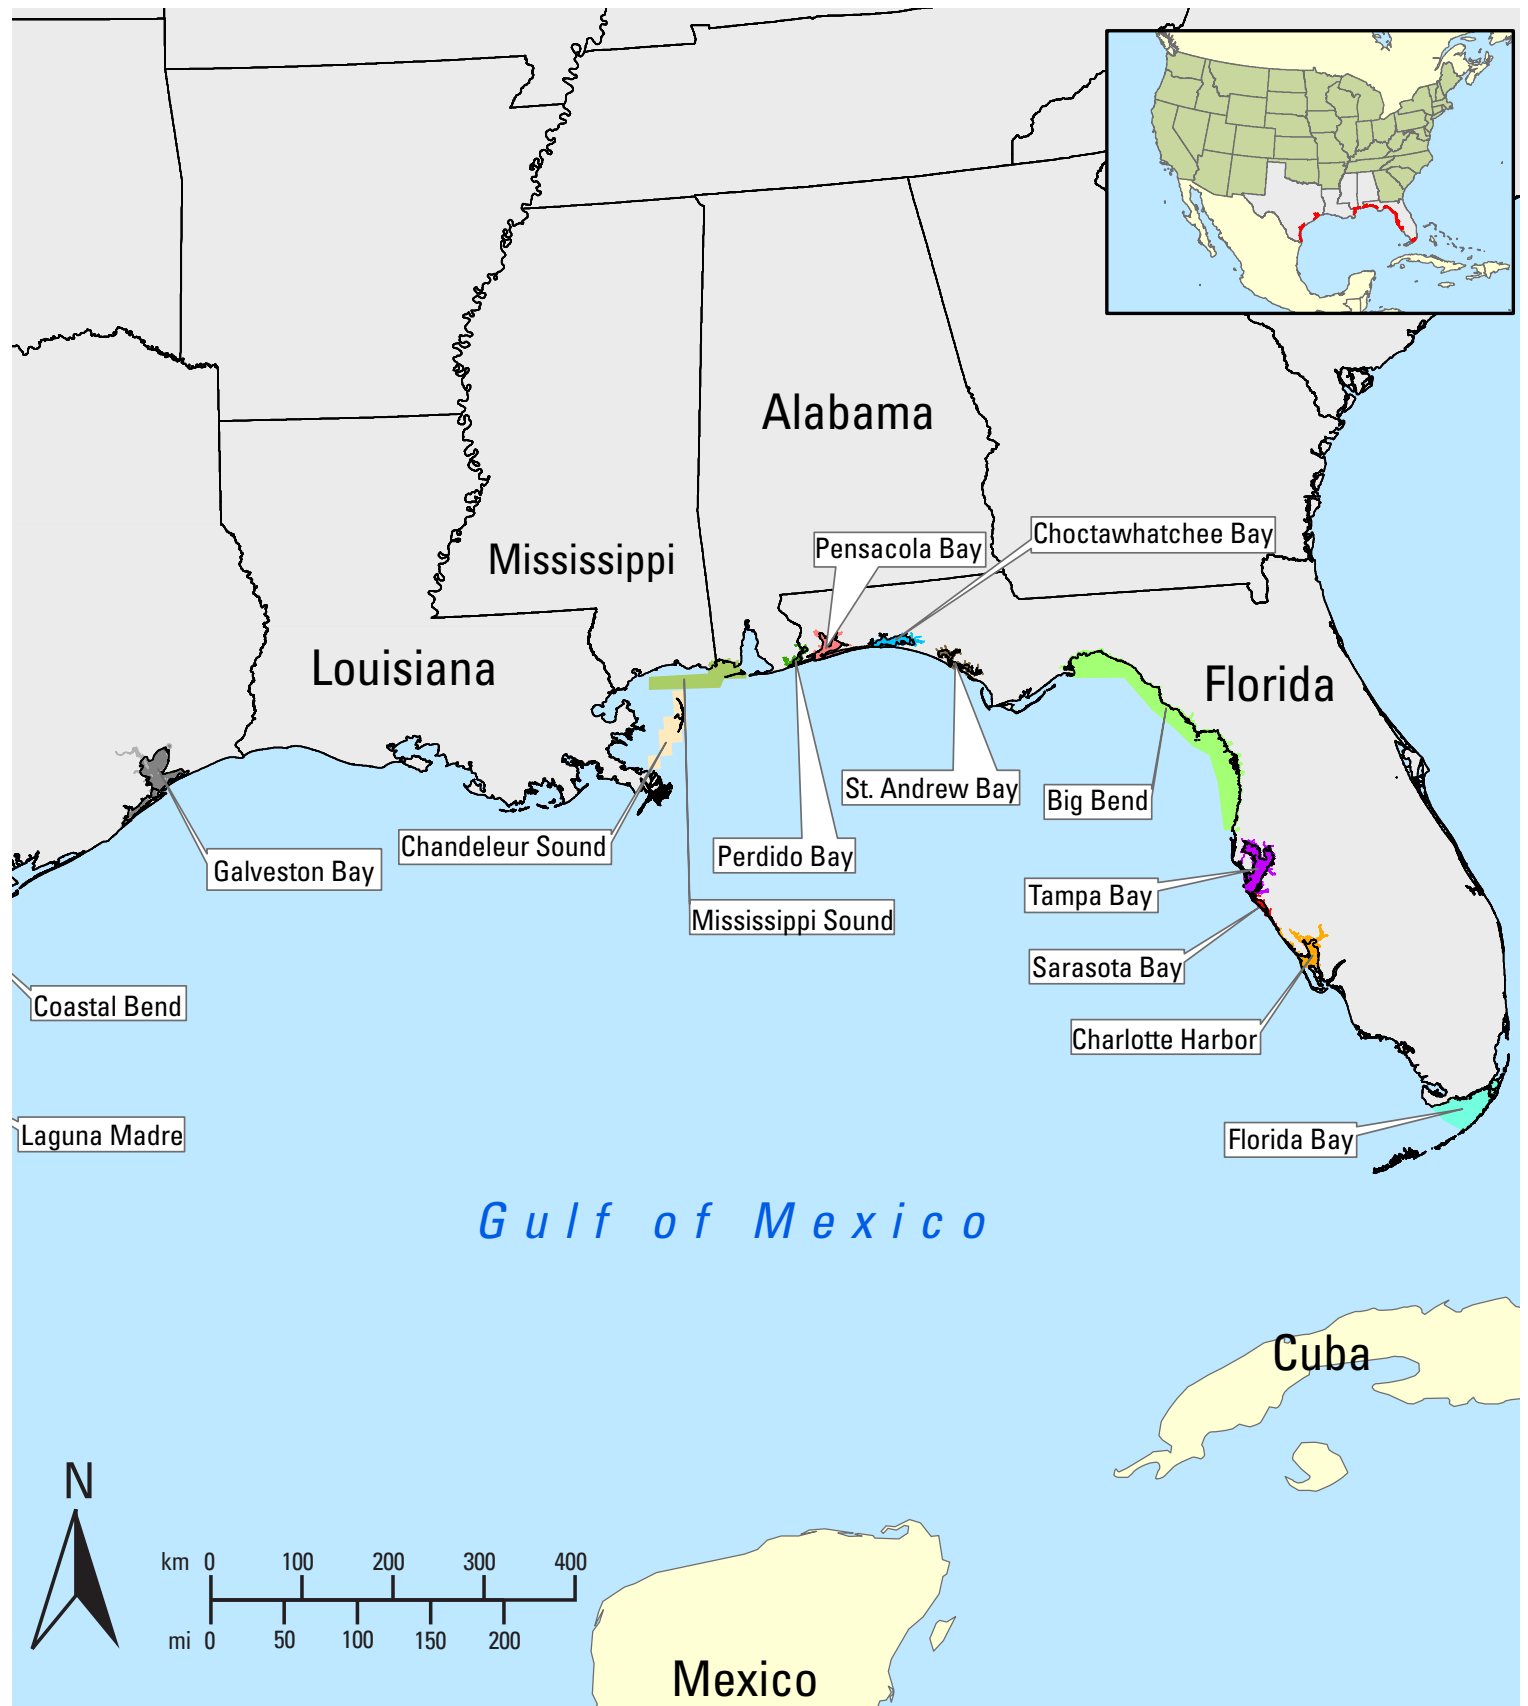 Alabama
Choctawhatchee Bay
Pensacola Bay
Mississippi
Louisiana
Florida
St. Andrew Bay
Big Bend
Chandeleur Sound
Perdido Bay
Galveston Bay
Tampa Bay
Mississippi Sound
Sarasota Bay
Coastal Bend
Charlotte Harbor
Laguna Madre
Florida Bay
Gulf of Mexico
Cuba
N
km 0 100 200 300 400
mi 0 50 100 150 200
Mexico